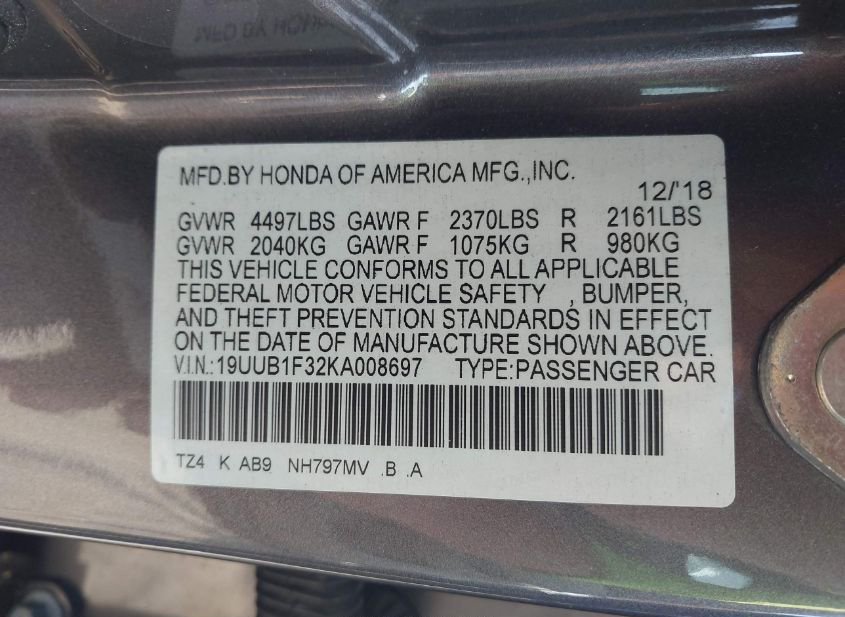 MFD.BY HONDA OF AMERICA MFG.,INC.
12/'18
GVWR 4497LBS GAWR F 2370LBS R 2161LBS
GVWR 2040KG GAWR F 1075KG R 980KG
THIS VEHICLE CONFORMS TO ALL APPLICABLE
FEDERAL MOTOR VEHICLE SAFETY , BUMPER,
AND THEFT PREVENTION STANDARDS IN EFFECT
ON THE DATE OF MANUFACTURE SHOWN ABOVE.
V.I.N.:19UUB1F32KA008697 TYPE:PASSENGER CAR
TZ4 K AB9 NH797MV .B .A